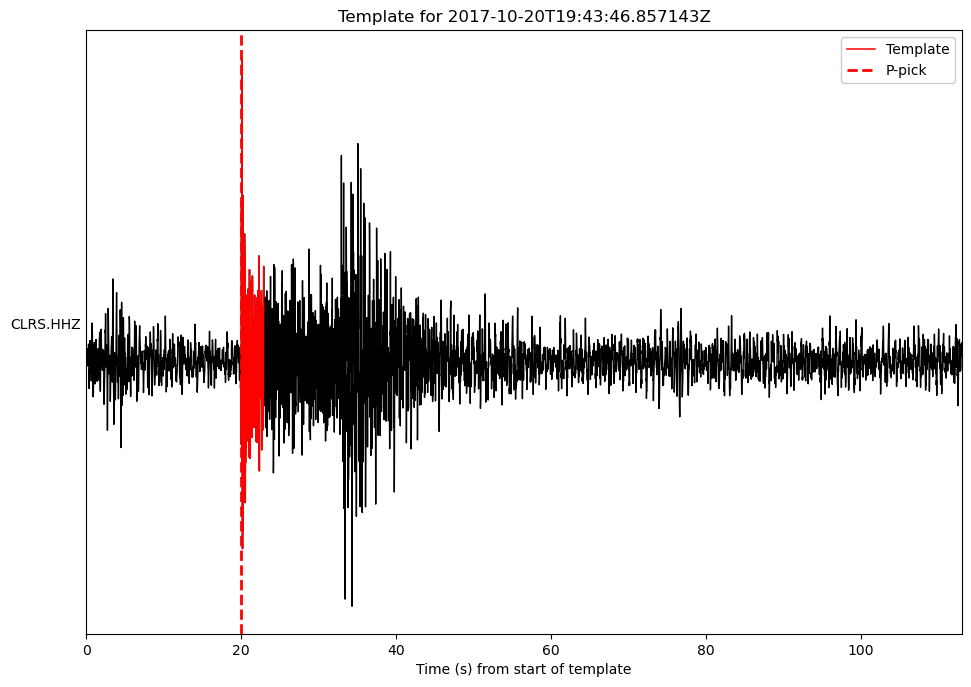 Template for 2017-10-20T19:43:46.857143Z
Template
P-pick
CLRS.HHZ
0 20 40 60 80 100
Time (s) from start of template